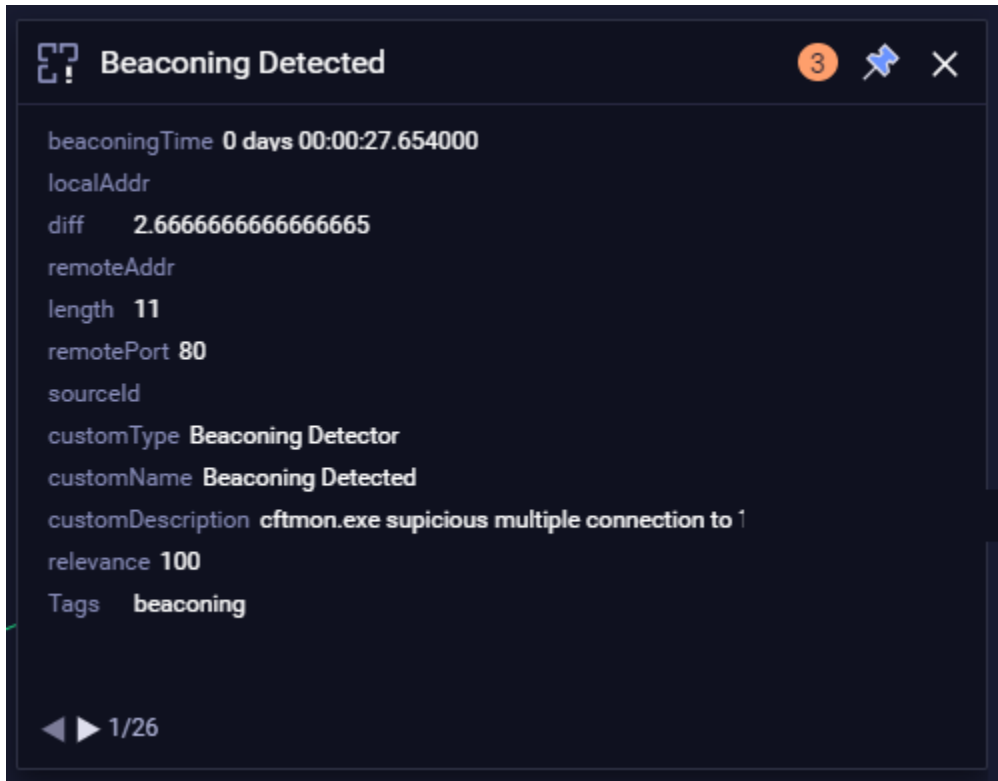 Beaconing Detected 3
beaconingTime 0 days 00:00:27.654000
localAddr
diff 2.6666666666666665
remoteAddr
length 11
remotePort 80
sourceId
customType Beaconing Detector
customName Beaconing Detected
customDescription cftmon.exe supicious multiple connection to
relevance 100
Tags beaconing
1/26